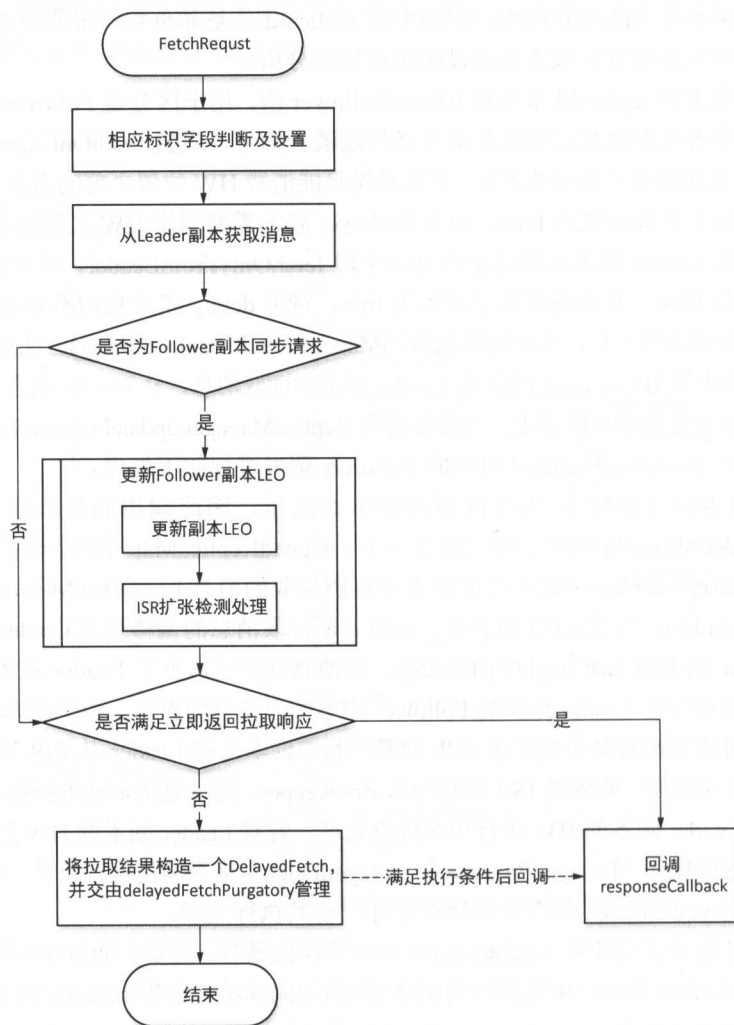 FetchRequst
相应标识字段判断及设置
从Leader副本获取消息
是否为Follower副本同步请求
是
否
更新Follower副本LEO
更新副本LEO
ISR扩张检测处理
是否满足立即返回拉取响应
是
否
将拉取结果构造一个DelayedFetch,
并交由delayedFetchPurgatory管理
满足执行条件后回调
回调
responseCallback
结束